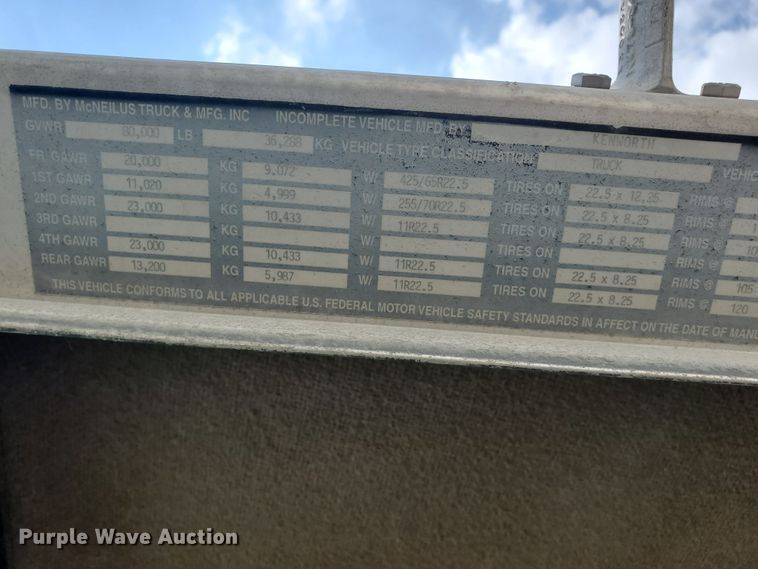 MFD. BY McNEILUS TRUCK & MFG. INC INCOMPLETE VEHICLE MFD BY KENWORTH
GVWR 80,000 LB 36,288 KG VEHICLE TYPE CLASSIFICATION TRUCK VEHIC
FR. GAWR 20,000 KG 9,072 W/ 425/65R22.5 TIRES ON 22.5 x 12.25 RIMS @
1ST GAWR 11,020 KG 4,999 W/ 255/70R22.5 TIRES ON 22.5 x 8.25 RIMS @
2ND GAWR 23,000 KG 10,433 W/ 11R22.5 TIRES ON 22.5 x 8.25 RIMS @
3RD GAWR KG W/ TIRES ON RIMS @
4TH GAWR 23,000 KG 10,433 W/ 11R22.5 TIRES ON 22.5 x 8.25 RIMS @ 105
REAR GAWR 13,200 KG 5,987 W/ 11R22.5 TIRES ON 22.5 x 8.25 RIMS @ 120
THIS VEHICLE CONFORMS TO ALL APPLICABLE U.S. FEDERAL MOTOR VEHICLE SAFETY STANDARDS IN AFFECT ON THE DATE OF MANU
Purple Wave Auction